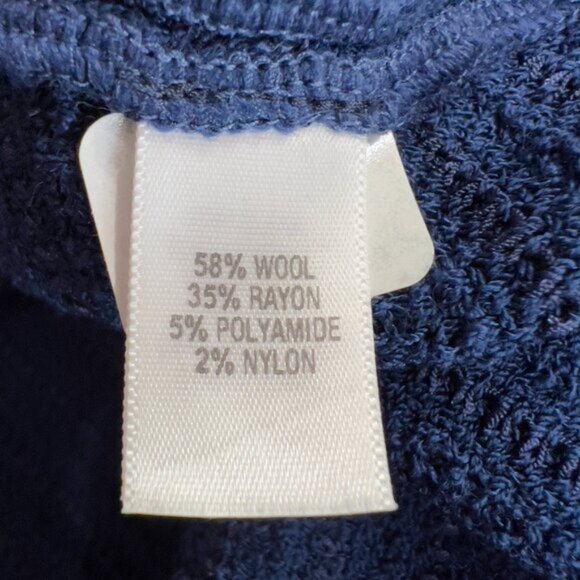 58% WOOL
35% RAYON
5% POLYAMIDE
2% NYLON